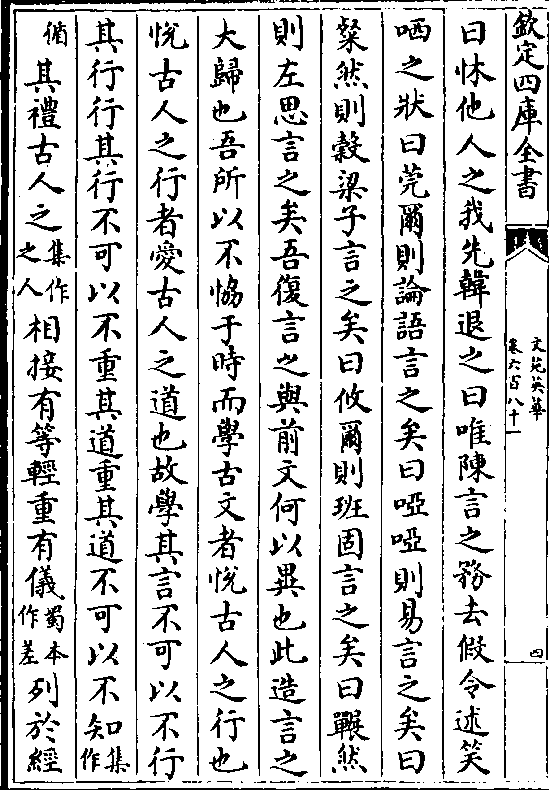 欽定四庫全書
文苑英華
卷六百八十一
四
曰怵他人之我先韓退之曰唯陳言之務去假令述笑
哂之狀曰莞爾則論語言之矣曰啞啞則易言之矣曰
粲然則穀梁子言之矣曰攸爾則班固言之矣曰囅然
則左思言之矣吾復言之與前文何以異也此造言之
大歸也吾所以不恊于時而學古文者悅古人之行也
悅古人之行者愛古人之道也故學其言不可以不行
其行行其行不可以不重其道重其道不可以不知集作
循其禮古人之集作之人相接有等輕重有儀蜀本作差列於經